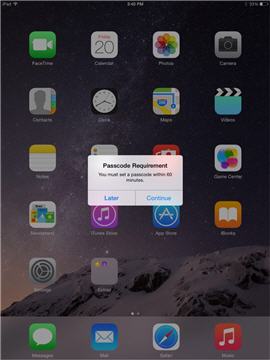 iPad
3:40 PM
33%
Friday
20
FaceTime
Calendar
Photos
Camera
Contacts
Clock
Maps
Videos
Passcode Requirement
You must set a passcode within 60
minutes.
Later
Continue
Notes
Game Center
Newsstand
iTunes Store
App Store
iBooks
Settings
Extras
Messages
Mail
Safari
Music